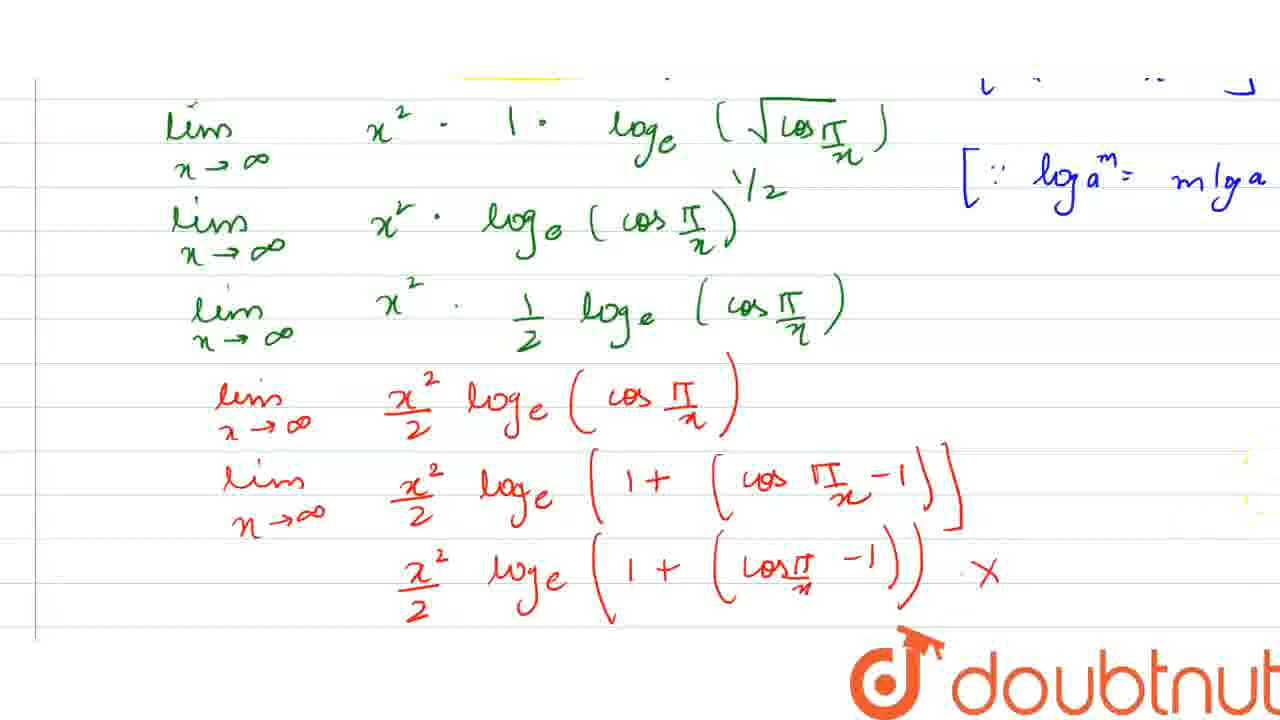 lim x→∞ x² · 1 · logₑ (√cos π/x)
[∵ log aᵐ = m log a
lim x→∞ x² · logₑ (cos π/x)^1/2
lim x→∞ x² · 1/2 logₑ (cos π/x)
lim x→∞ x²/2 logₑ (cos π/x)
lim x→∞ x²/2 logₑ (1 + (cos π/x - 1)]
x²/2 logₑ (1 + (cos π/x - 1)) ×
doubtnut